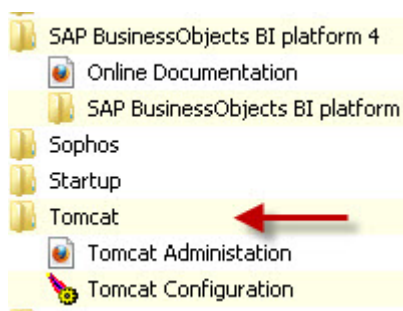 SAP BusinessObjects BI platform 4
Online Documentation
SAP BusinessObjects BI platform
Sophos
Startup
Tomcat
Tomcat Administation
Tomcat Configuration